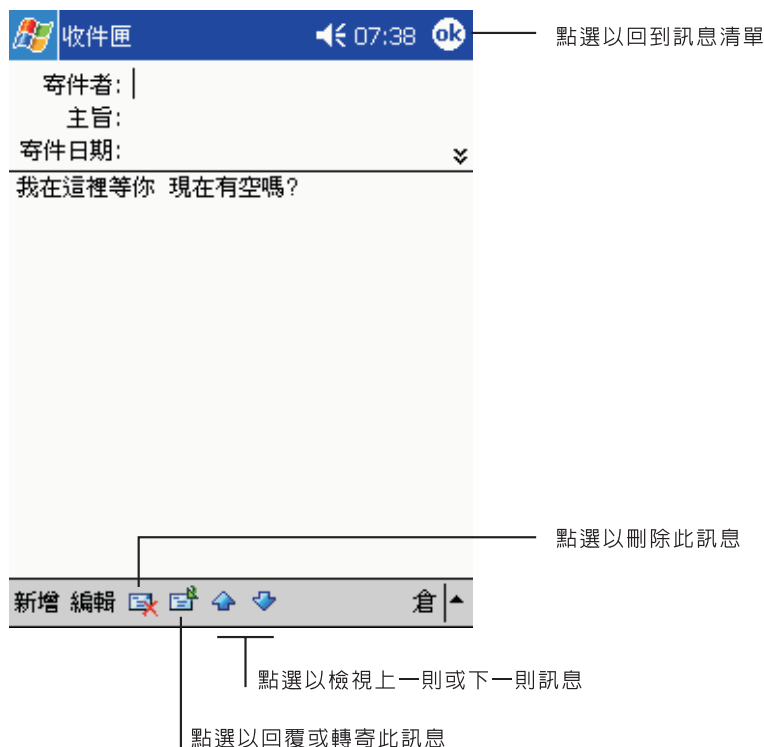 收件匣 07:38 ok
點選以回到訊息清單
寄件者:
主旨:
寄件日期:
我在這裡等你 現在有空嗎?
點選以刪除此訊息
新增 編輯 倉
點選以檢視上一則或下一則訊息
點選以回覆或轉寄此訊息